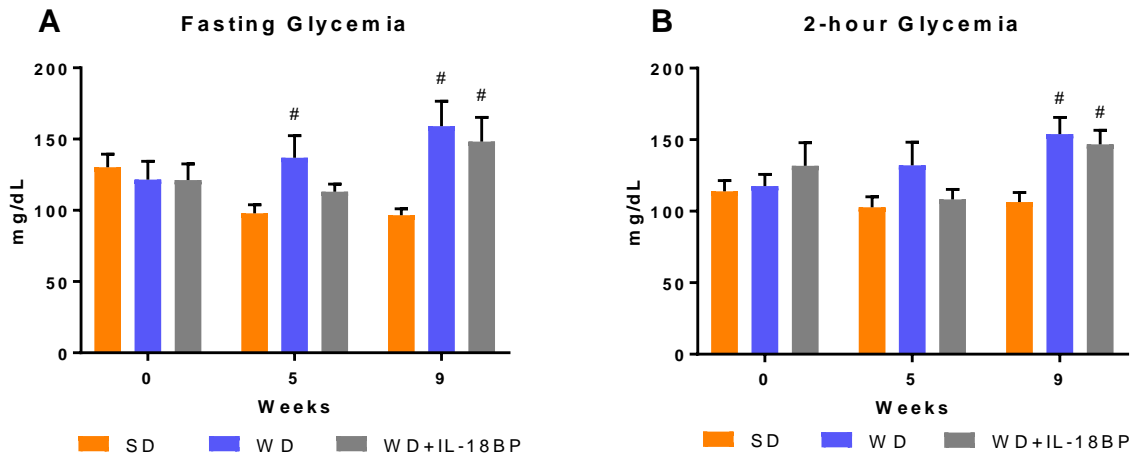 A Fasting Glycemia
200
150
100
50
0
mg/dL
# # #
0 5 9
Weeks
SD WD WD+IL-18BP
B 2-hour Glycemia
200
150
100
50
0
mg/dL
# #
0 5 9
Weeks
SD WD WD+IL-18BP